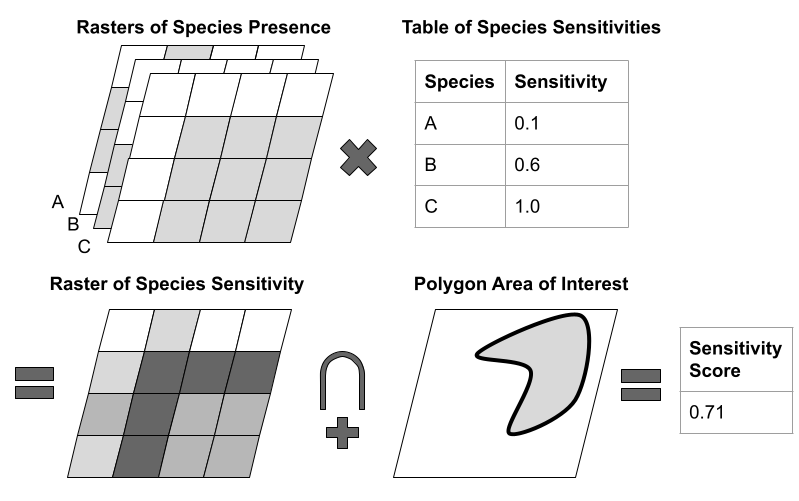 Rasters of Species Presence
Table of Species Sensitivities
Species Sensitivity
A 0.1
B 0.6
C 1.0
A
B
C
Raster of Species Sensitivity
Polygon Area of Interest
Sensitivity
Score
0.71